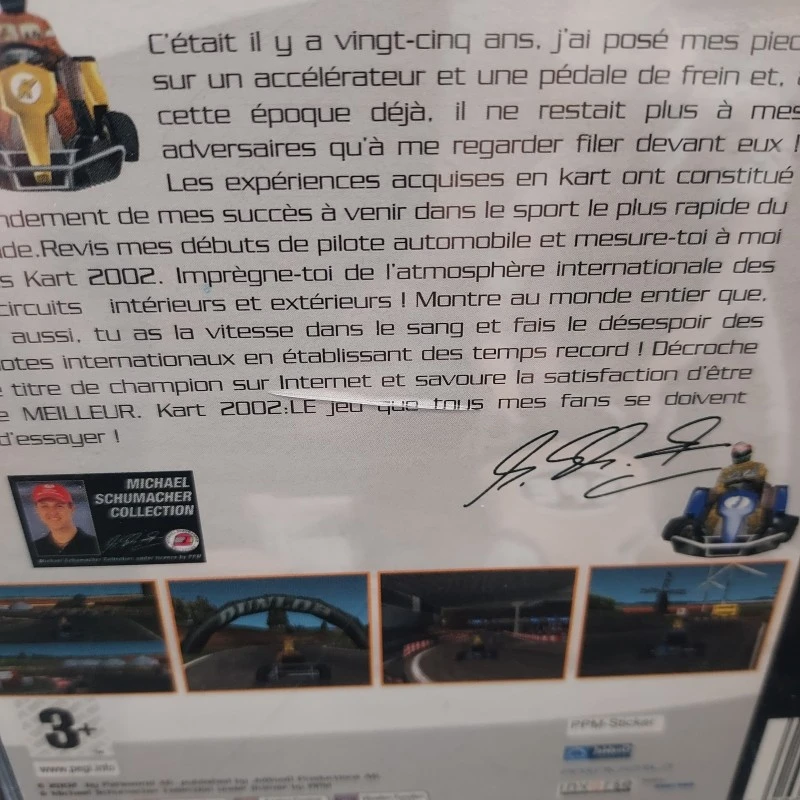 C'était il y a vingt-cinq ans, j'ai posé mes pied
sur un accélérateur et une pédale de frein et,
cette époque déjà, il ne restait plus à mes
adversaires qu'à me regarder filer devant eux !
Les expériences acquises en kart ont constitué
ndement de mes succès à venir dans le sport le plus rapide du
de.Revis mes débuts de pilote automobile et mesure-toi à moi
s Kart 2002. Imprègne-toi de l'atmosphère internationale des
circuits intérieurs et extérieurs ! Montre au monde entier que,
aussi, tu as la vitesse dans le sang et fais le désespoir des
otes internationaux en établissant des temps record ! Décroche
e titre de champion sur Internet et savoure la satisfaction d'être
e MEILLEUR. Kart 2002:LE jeu que tous mes fans se doivent
d'essayer !
MICHAEL
SCHUMACHER
COLLECTION
DUNLOP
3+
www.pegi.info
PPM-Sticker